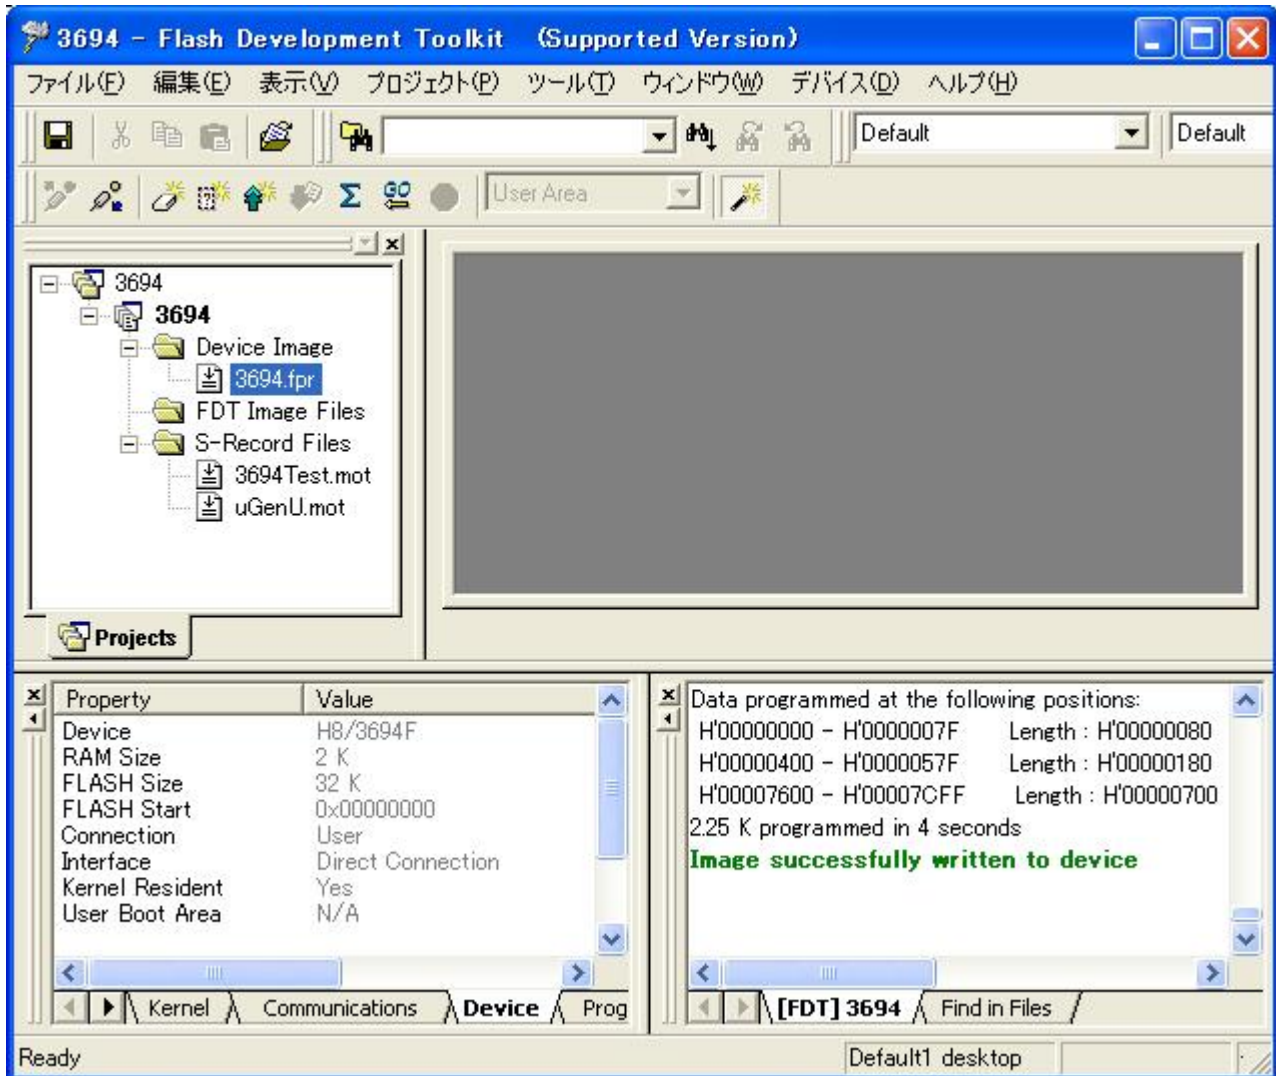 3694 - Flash Development Toolkit (Supported Version)
ファイル(F) 編集(E) 表示(V) プロジェクト(P) ツール(T) ウィンドウ(W) デバイス(D) ヘルプ(H)
Default Default
GO User Area
3694
3694
Device Image
3694.fpr
FDT Image Files
S-Record Files
3694Test.mot
uGenU.mot
Projects
Property Value
Device H8/3694F
RAM Size 2 K
FLASH Size 32 K
FLASH Start 0x00000000
Connection User
Interface Direct Connection
Kernel Resident Yes
User Boot Area N/A
Kernel Communications Device Prog
Data programmed at the following positions:
H'00000000 - H'0000007F Length : H'00000080
H'00000400 - H'0000057F Length : H'00000180
H'00007600 - H'00007CFF Length : H'00000700
2.25 K programmed in 4 seconds
Image successfully written to device
[FDT] 3694 Find in Files
Ready Default1 desktop